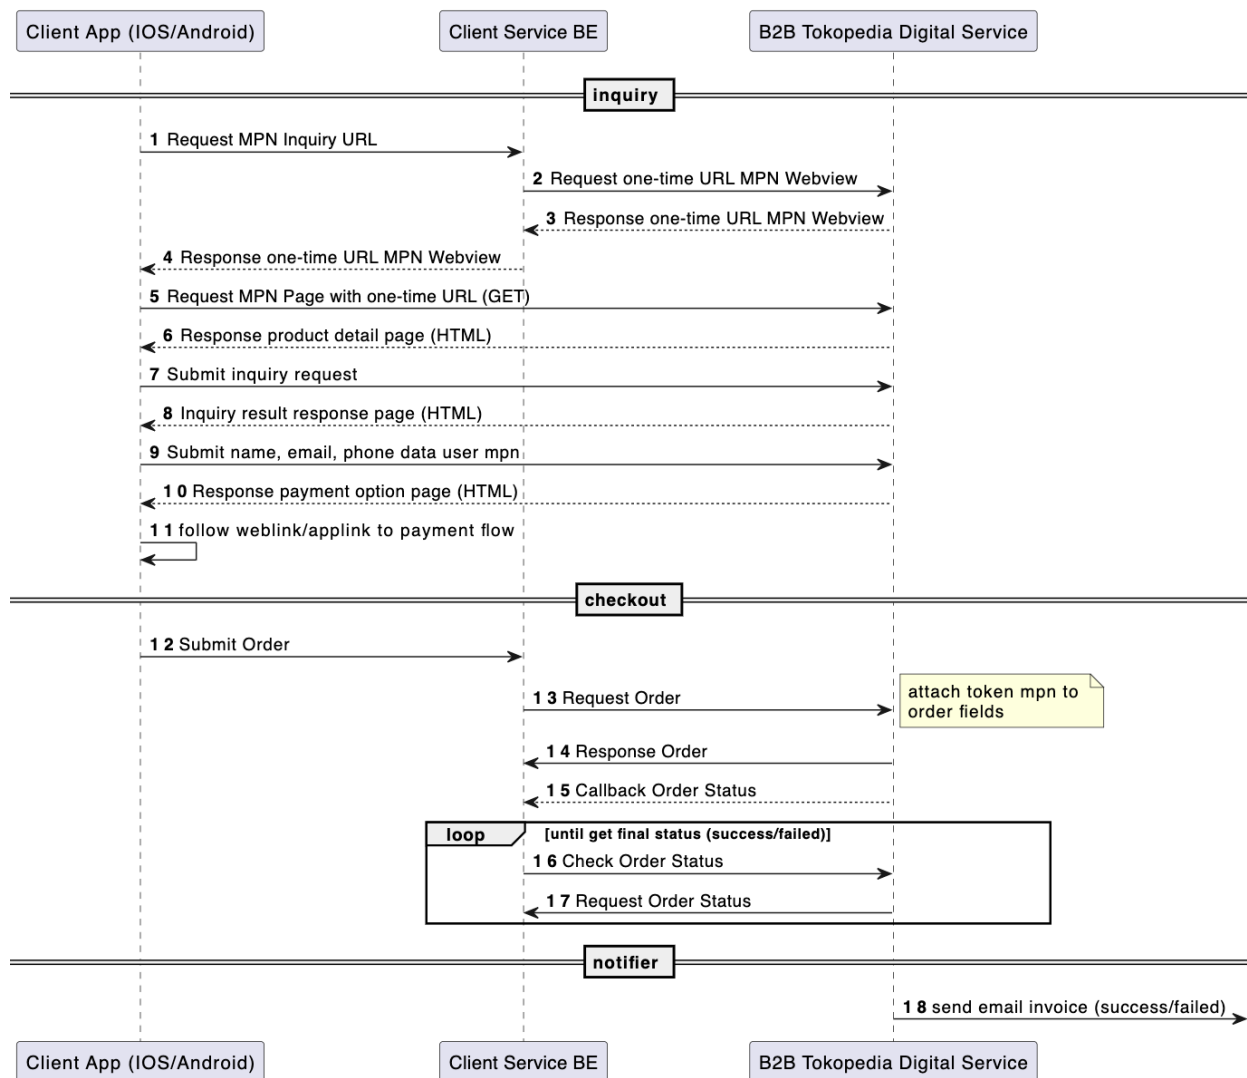 Client App (IOS/Android)
Client Service BE
B2B Tokopedia Digital Service
inquiry
1 Request MPN Inquiry URL
2 Request one-time URL MPN Webview
3 Response one-time URL MPN Webview
4 Response one-time URL MPN Webview
5 Request MPN Page with one-time URL (GET)
6 Response product detail page (HTML)
7 Submit inquiry request
8 Inquiry result response page (HTML)
9 Submit name, email, phone data user mpn
10 Response payment option page (HTML)
11 follow weblink/applink to payment flow
checkout
12 Submit Order
13 Request Order
attach token mpn to
order fields
14 Response Order
15 Callback Order Status
loop
[until get final status (success/failed)]
16 Check Order Status
17 Request Order Status
notifier
18 send email invoice (success/failed)
Client App (IOS/Android)
Client Service BE
B2B Tokopedia Digital Service